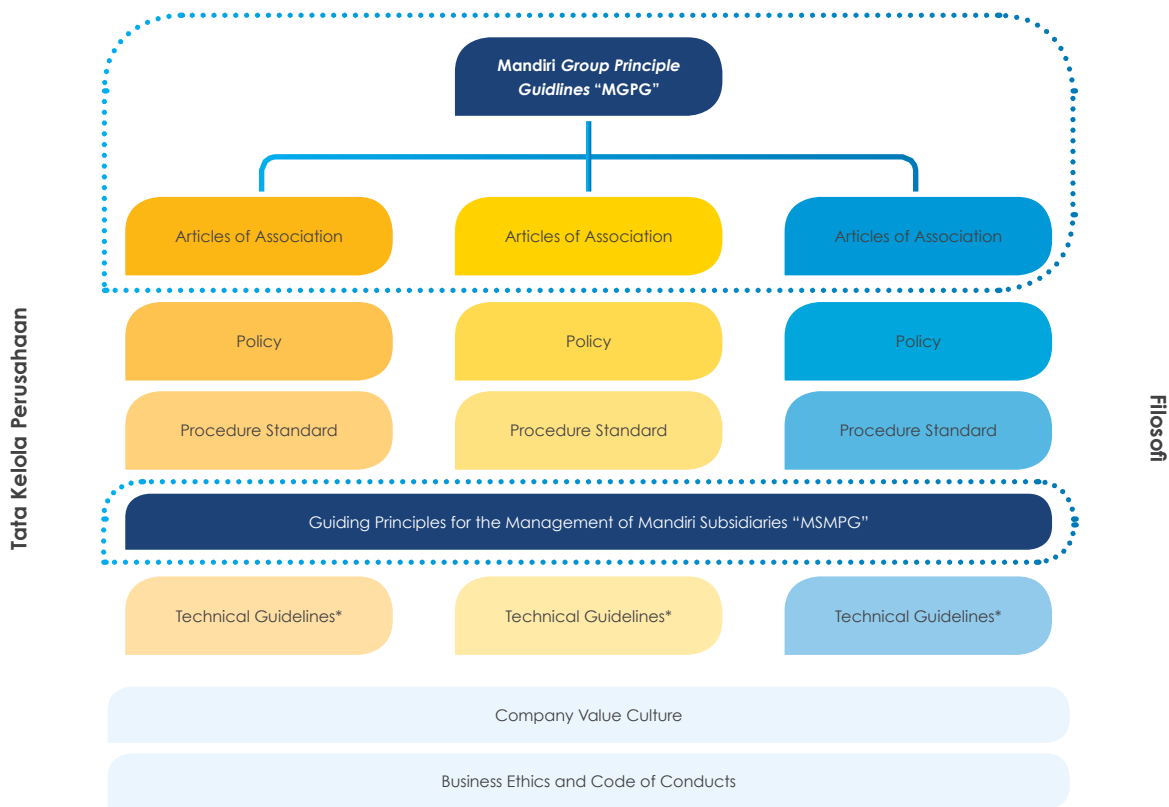 Mandiri Group Principle
Guidlines “MGPG”
Articles of Association
Articles of Association
Articles of Association
Policy
Policy
Policy
Procedure Standard
Procedure Standard
Procedure Standard
Guiding Principles for the Management of Mandiri Subsidiaries “MSMPG”
Technical Guidelines*
Technical Guidelines*
Technical Guidelines*
Company Value Culture
Business Ethics and Code of Conducts
Tata Kelola Perusahaan
Filosofi